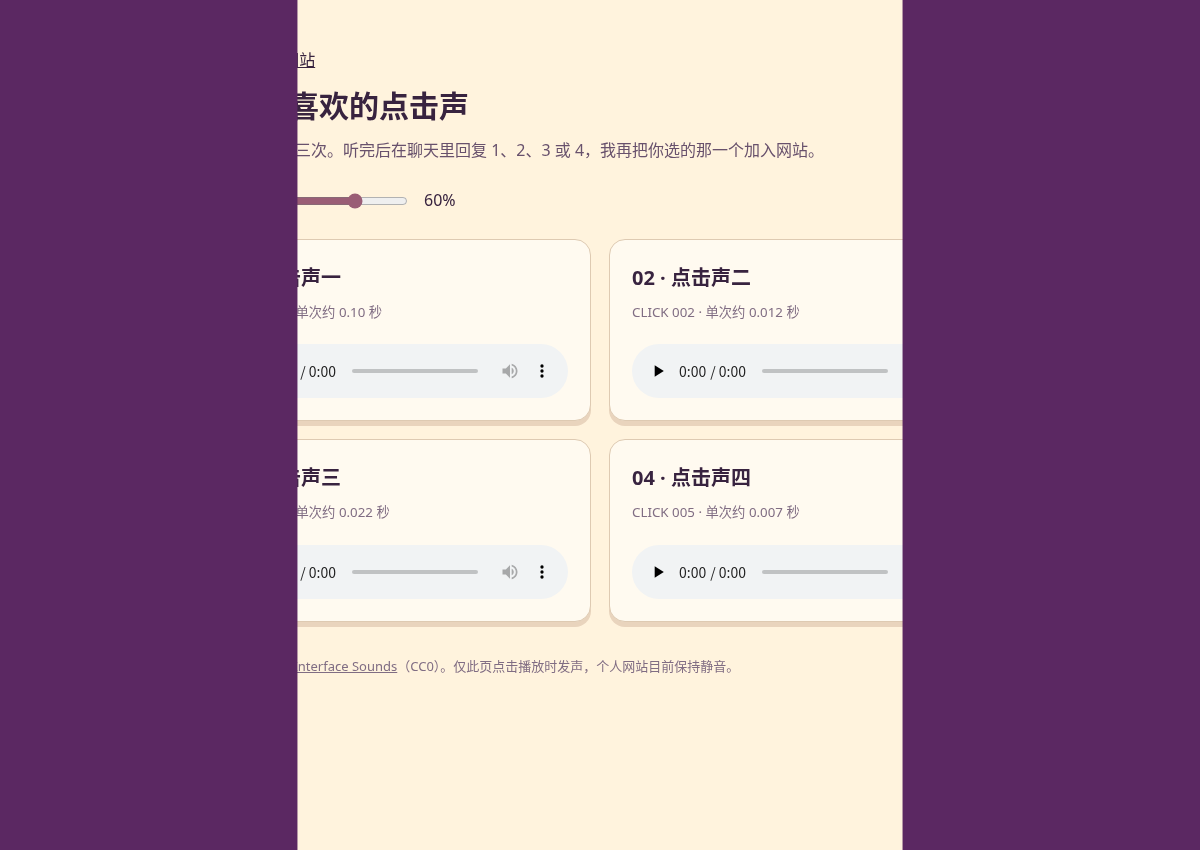 站
喜欢的点击声
三次。听完后在聊天里回复 1、2、3 或 4，我再把你选的那一个加入网站。
60%
声一
单次约 0.10 秒
/ 0:00
02 · 点击声二
CLICK 002 · 单次约 0.012 秒
0:00 / 0:00
声三
单次约 0.022 秒
/ 0:00
04 · 点击声四
CLICK 005 · 单次约 0.007 秒
0:00 / 0:00
nterface Sounds（CC0）。仅此页点击播放时发声，个人网站目前保持静音。